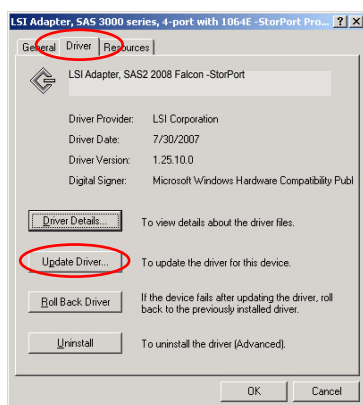 LSI Adapter, SAS 3000 series, 4-port with 1064E -StorPort Pro... ? X
General Driver Resources
LSI Adapter, SAS2 2008 Falcon -StorPort
Driver Provider: LSI Corporation
Driver Date: 7/30/2007
Driver Version: 1.25.10.0
Digital Signer: Microsoft Windows Hardware Compatibility Publ
Driver Details... To view details about the driver files.
Update Driver... To update the driver for this device.
Roll Back Driver If the device fails after updating the driver, roll
back to the previously installed driver.
Uninstall To uninstall the driver (Advanced).
OK Cancel